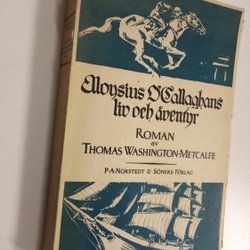 Aloysius O'Callaghans
liv och äventyr
ROMAN
AV
THOMAS WASHINGTON-METCALFE
P·A·NORSTEDT & SÖNERS FÖRLAG